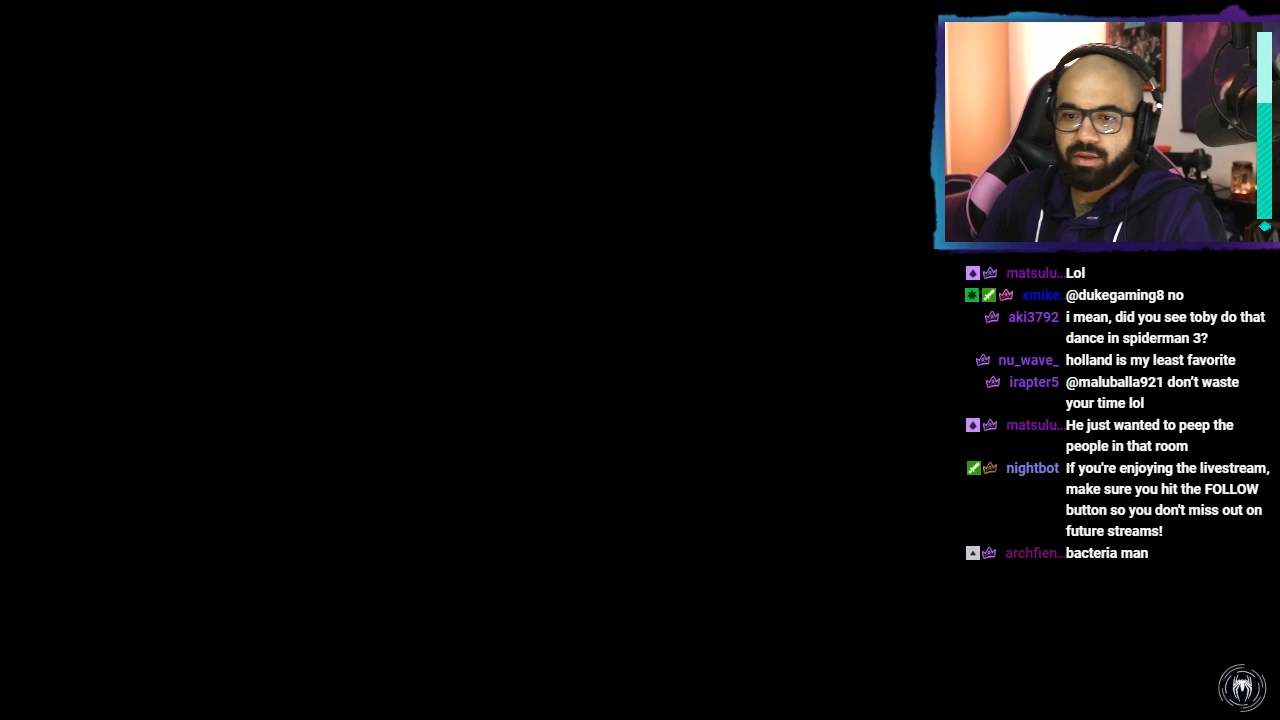 matsulu... Lol
xmike. @dukegaming8 no
aki3792 i mean, did you see toby do that
dance in spiderman 3?
nu_wave_ holland is my least favorite
irapter5 @maluballa921 don't waste
your time lol
matsulu... He just wanted to peep the
people in that room
nightbot If you're enjoying the livestream,
make sure you hit the FOLLOW
button so you don't miss out on
future streams!
archfien... bacteria man